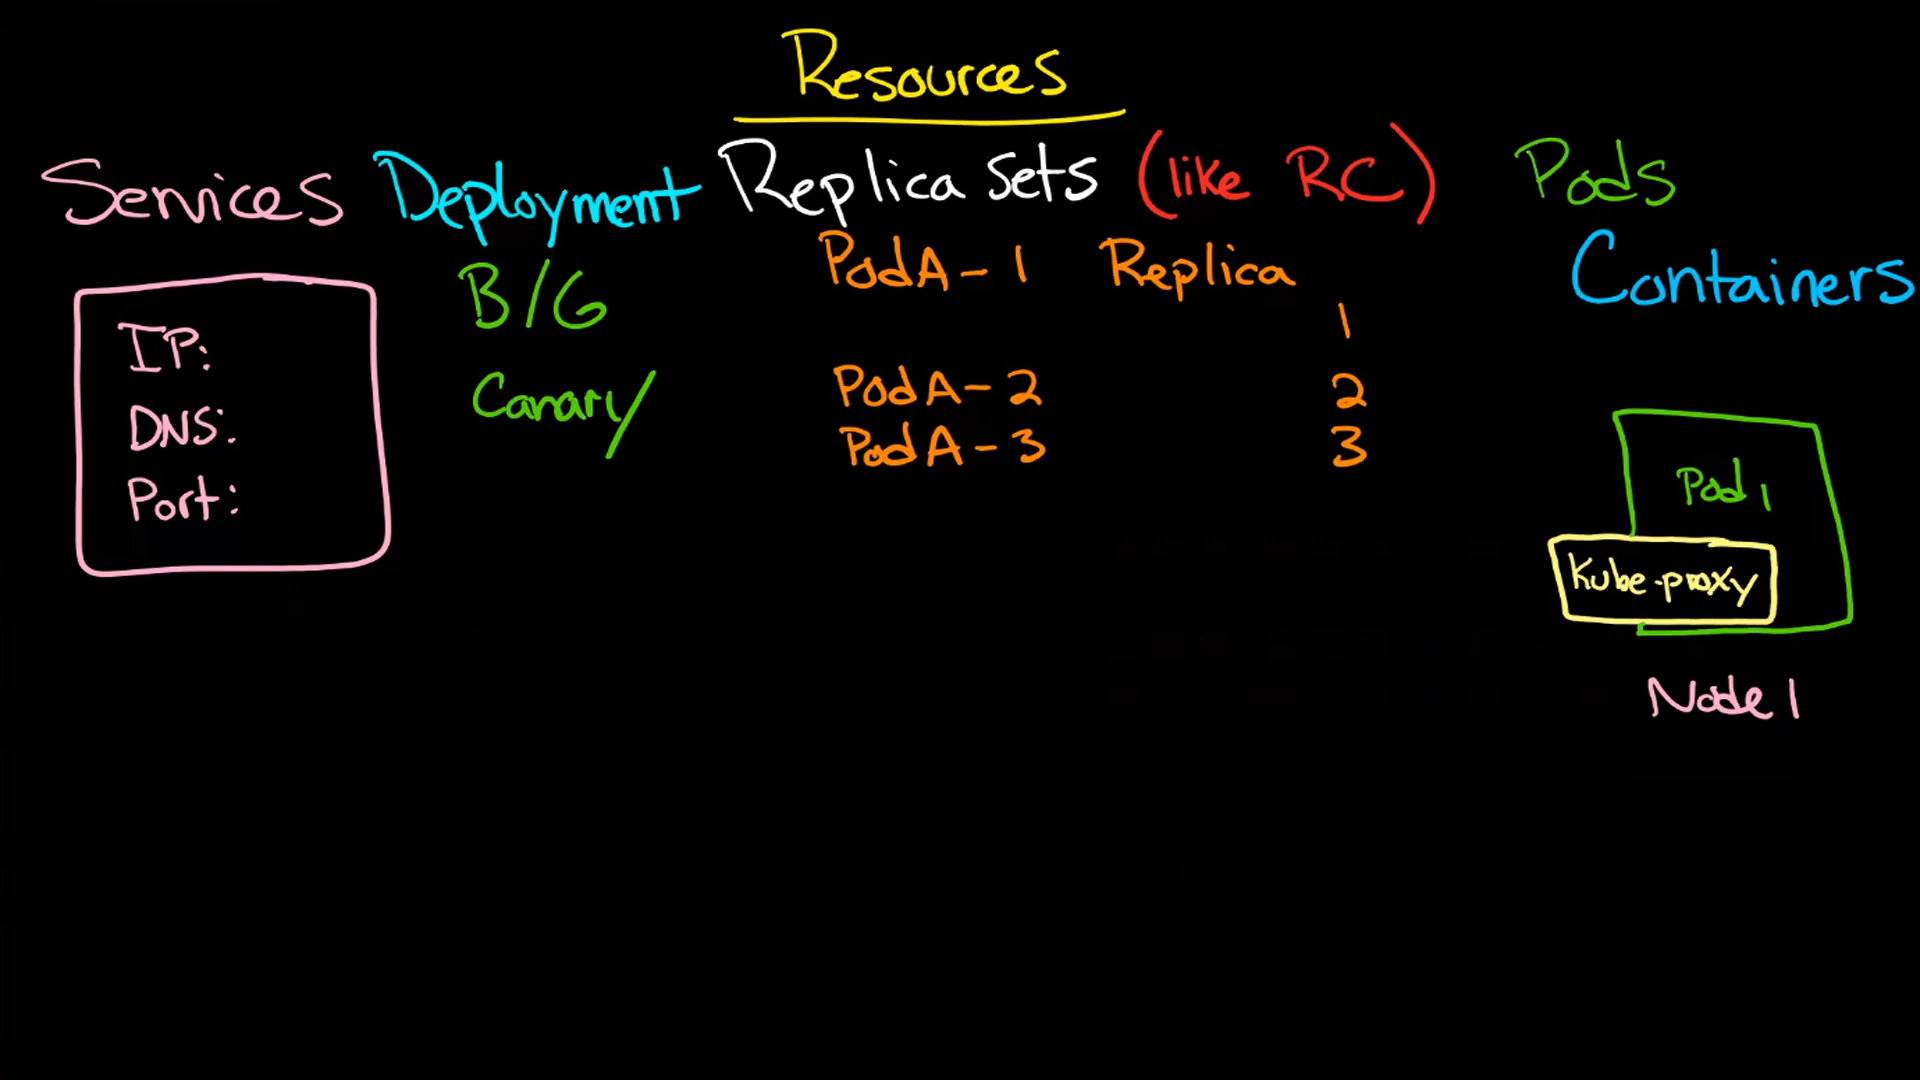 Resources
Services
Deployment
Replica Sets (like RC)
Pods
Containers
IP:
DNS:
Port:
B/G
Canary
PodA-1 Replica 1
PodA-2 2
PodA-3 3
Pod 1
Kube-proxy
Node 1